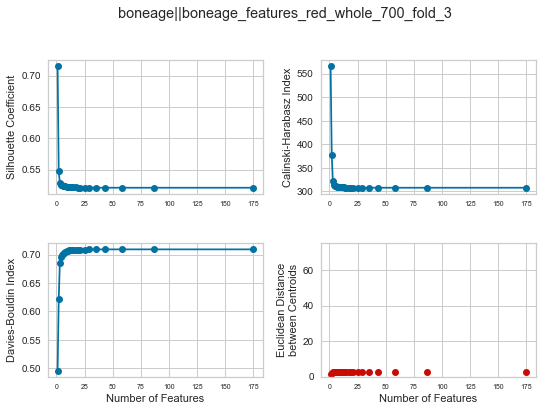 boneage||boneage_features_red_whole_700_fold_3
Silhouette Coefficient
0.70
0.65
0.60
0.55
0 25 50 75 100 125 150 175
Calinski-Harabasz Index
550
500
450
400
350
300
0 25 50 75 100 125 150 175
Davies-Bouldin Index
0.70
0.65
0.60
0.55
0.50
0 25 50 75 100 125 150 175
Number of Features
Euclidean Distance
between Centroids
60
40
20
0
0 25 50 75 100 125 150 175
Number of Features